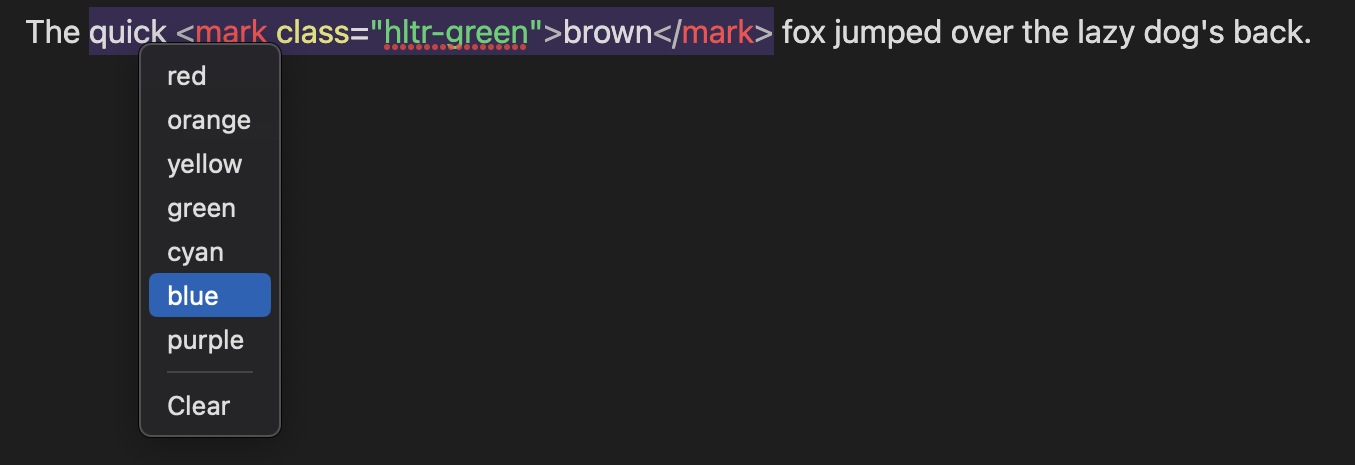 The quick <mark class="hltr-green">brown</mark> fox jumped over the lazy dog's back.
red
orange
yellow
green
cyan
blue
purple
Clear